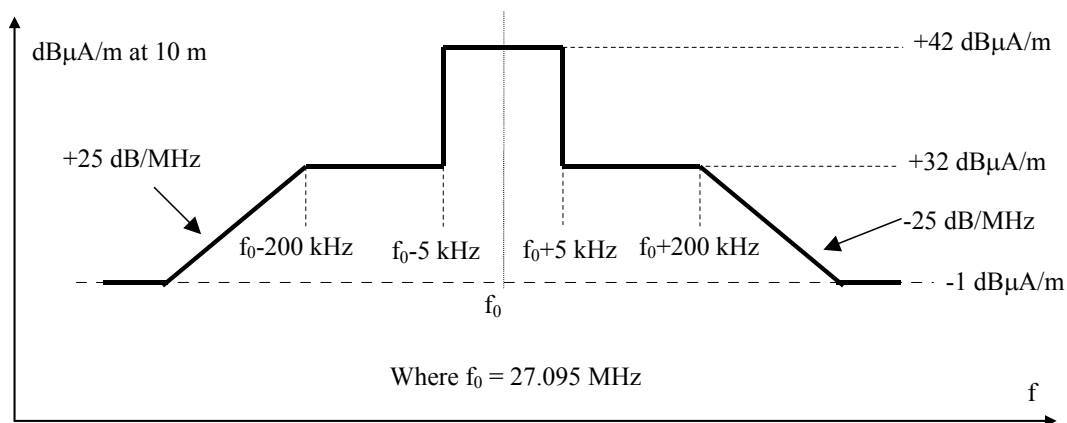 +42 dBμA/m
dBμA/m at 10 m
+25 dB/MHz
+32 dBμA/m
-25 dB/MHz
f₀-200 kHz
f₀-5 kHz
f₀+5 kHz
f₀+200 kHz
-1 dBμA/m
f₀
Where f₀ = 27.095 MHz
f